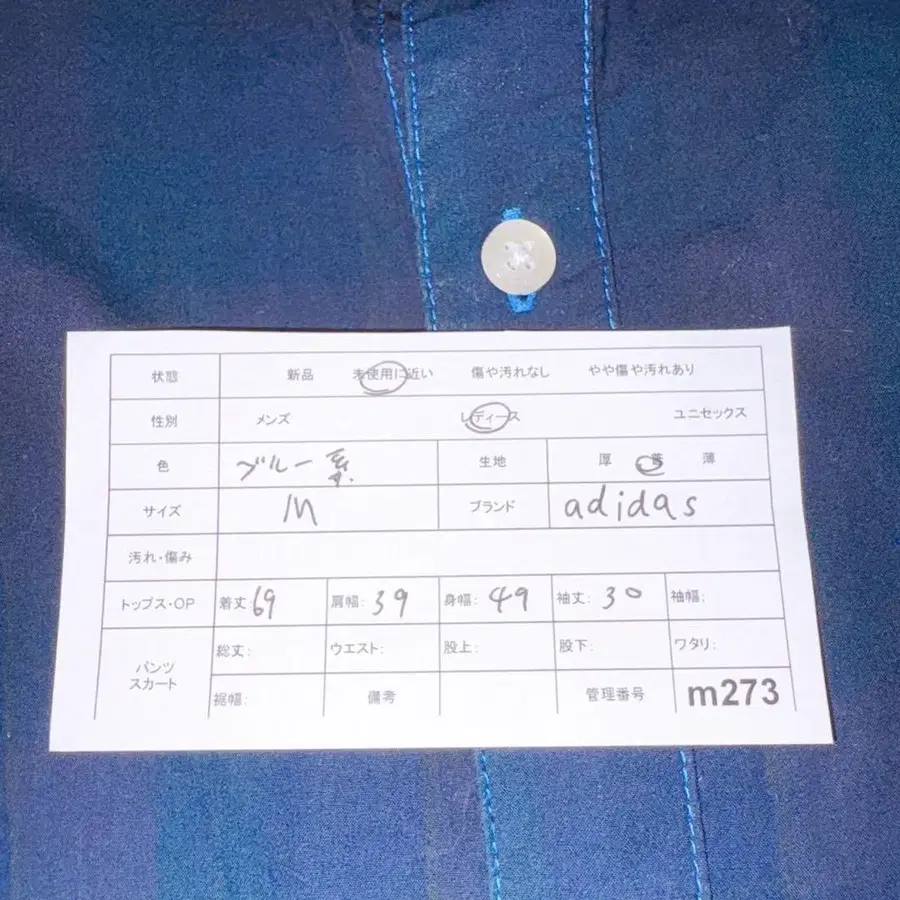 状態 新品 未使用に近い 傷や汚れなし やや傷や汚れあり
性別 メンズ レディース ユニセックス
色 ブルー系. 生地 厚 普 薄
サイズ M ブランド adidas
汚れ・傷み
トップス・OP 着丈:69 肩幅:39 身幅:49 袖丈:30 袖幅:
パンツ スカート 総丈: ウエスト: 股上: 股下: ワタリ:
裾幅: 備考 管理番号 m273